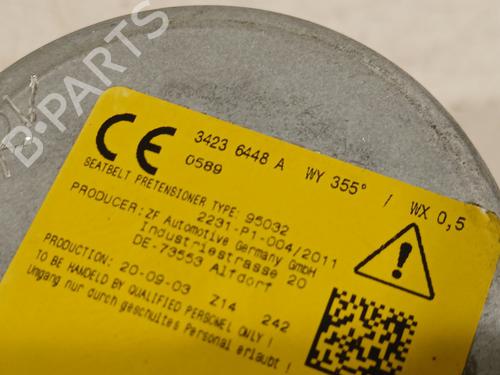 B-PARTS
CE 3423 6448 A WY 355° / WX 0,5
0589
SEATBELT PRETENSIONER TYPE: 95032
2231-P1-004/2011
PRODUCER: ZF Automotive Germany GmbH
Industriestrasse 20
DE-73553 Alfdorf
PRODUCTION: 20-09-03 Z14 242
TO BE HANDELD BY QUALIFIED PERSONEL ONLY !
Umgang nur durch geschultes Personal erlaubt !